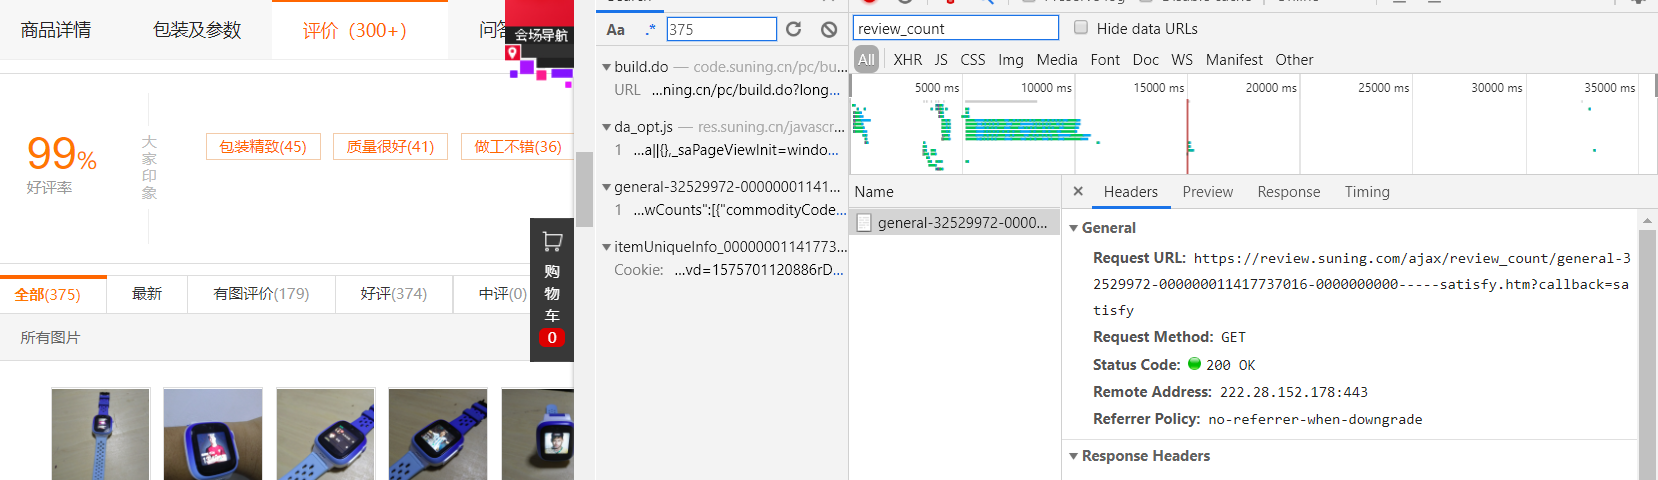 商品详情 包装及参数 评价（300+） 问答
会场导航
99%
好评率
大家印象
包装精致(45) 质量很好(41) 做工不错(36)
购物车
0
全部(375) 最新 有图评价(179) 好评(374) 中评(0)
所有图片
Aa .* 375
build.do — code.suning.cn/pc/bu...
URL ...ning.cn/pc/build.do?long...
da_opt.js — res.suning.cn/javascr...
1 ...a||{},_saPageViewInit=windo...
general-32529972-00000001141...
1 ...wCounts":[{"commodityCode...
itemUniqueInfo_00000001141773...
Cookie: ...vd=1575701120886rD...
review_count Hide data URLs
All XHR JS CSS Img Media Font Doc WS Manifest Other
5000 ms 10000 ms 15000 ms 20000 ms 25000 ms 30000 ms 35000 ms
Name
general-32529972-0000...
× Headers Preview Response Timing
General
Request URL: https://review.suning.com/ajax/review_count/general-3
2529972-000000011417737016-0000000000-----satisfy.htm?callback=sa
tisfy
Request Method: GET
Status Code: 200 OK
Remote Address: 222.28.152.178:443
Referrer Policy: no-referrer-when-downgrade
Response Headers